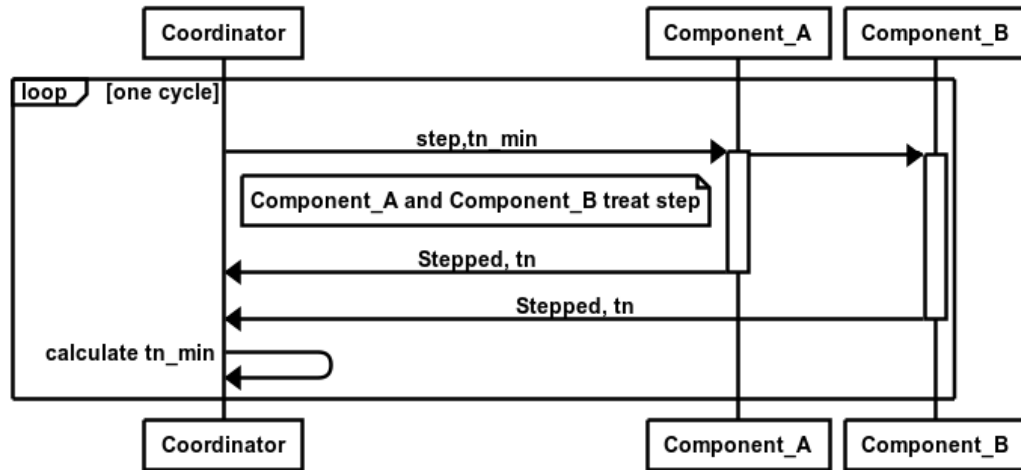 Coordinator
Component_A
Component_B
loop
[one cycle]
step,tn_min
Component_A and Component_B treat step
Stepped, tn
Stepped, tn
calculate tn_min
Coordinator
Component_A
Component_B